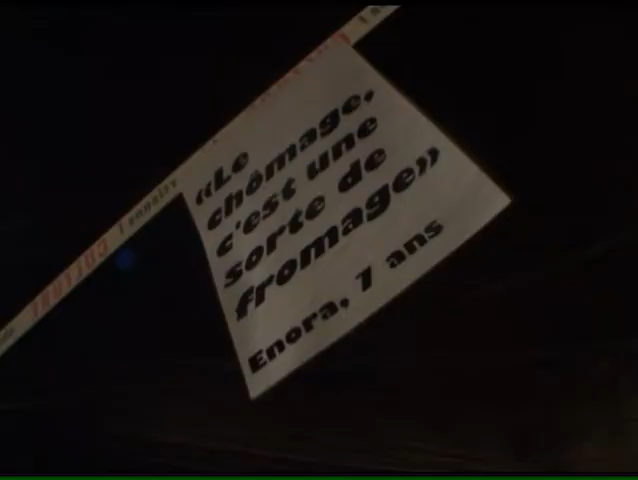 «Le
chômage,
c'est une
sorte de
fromage»
Enora, 7 ans